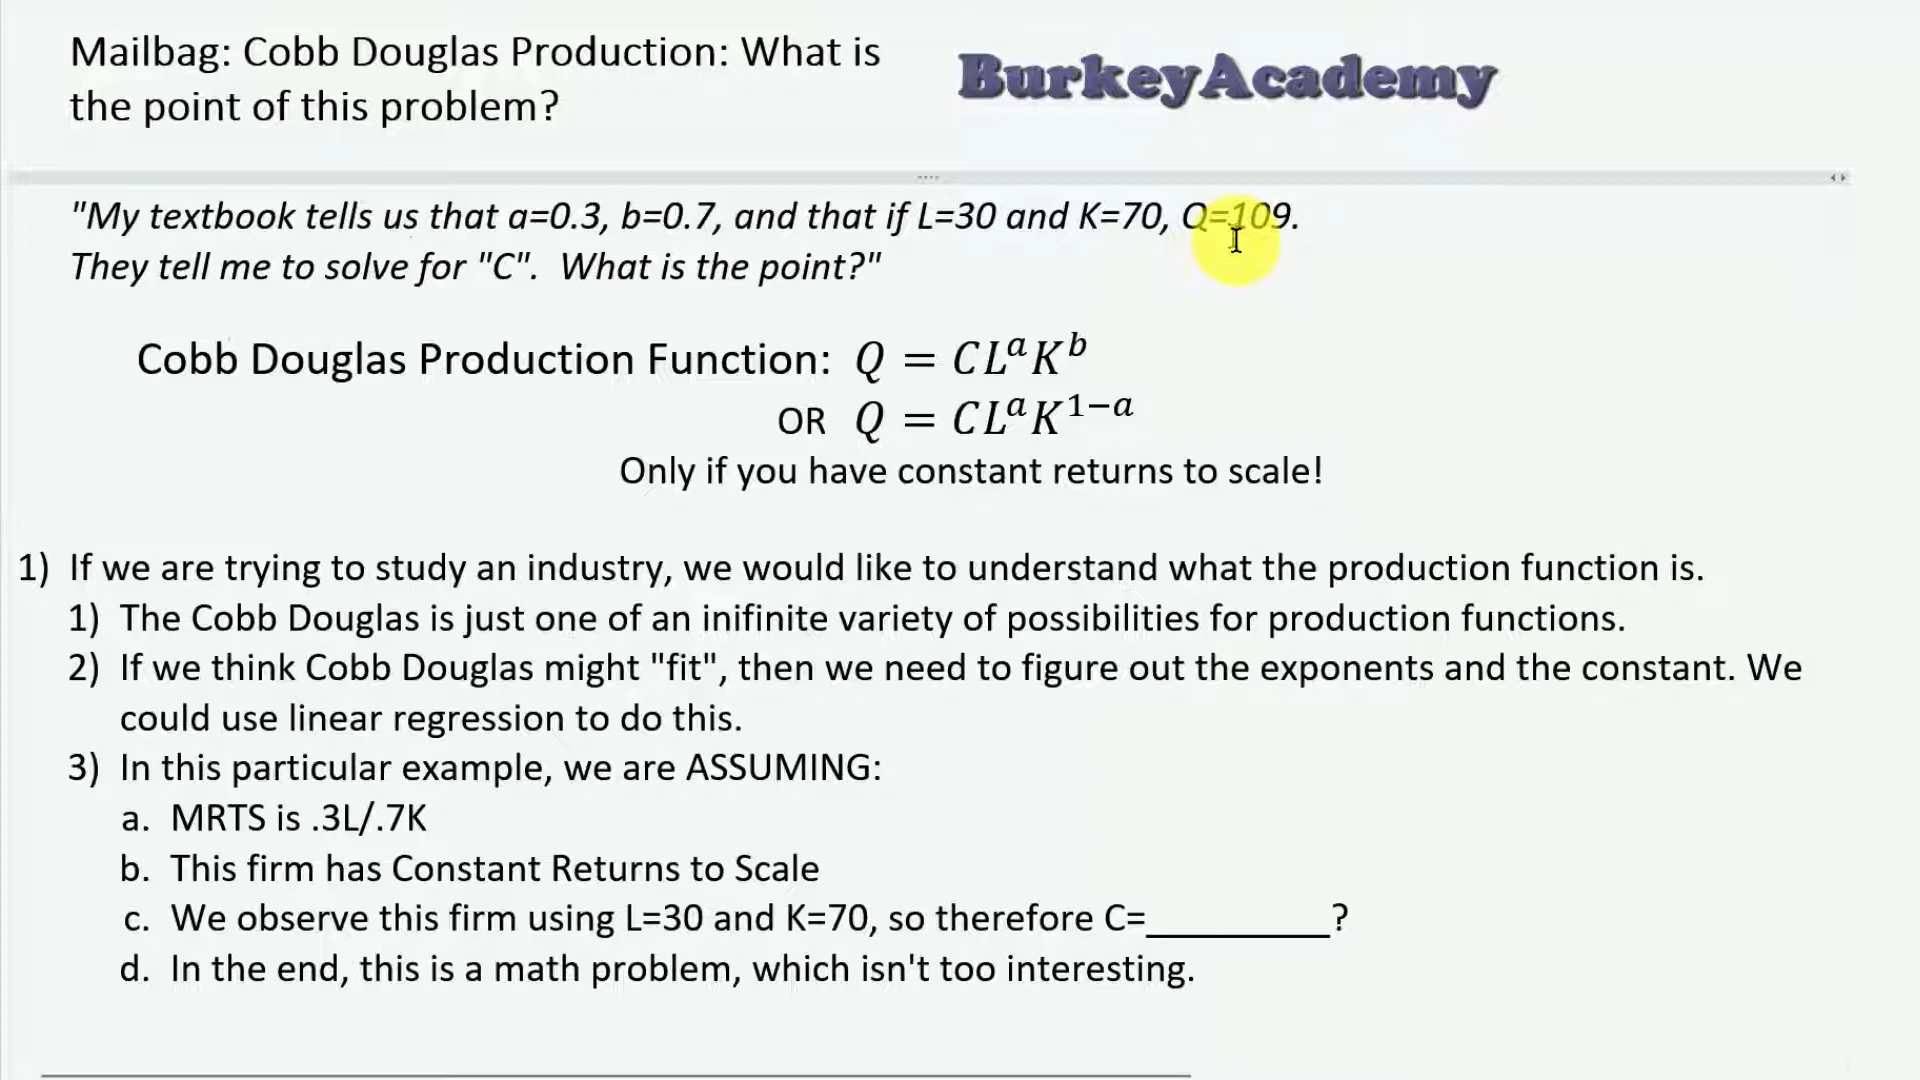 Mailbag: Cobb Douglas Production: What is
the point of this problem?
BurkeyAcademy
"My textbook tells us that a=0.3, b=0.7, and that if L=30 and K=70, Q=109.
They tell me to solve for "C".  What is the point?"
Cobb Douglas Production Function: Q = CLᵃKᵇ
OR Q = CLᵃK¹⁻ᵃ
Only if you have constant returns to scale!
1) If we are trying to study an industry, we would like to understand what the production function is.
1) The Cobb Douglas is just one of an inifinite variety of possibilities for production functions.
2) If we think Cobb Douglas might "fit", then we need to figure out the exponents and the constant. We
could use linear regression to do this.
3) In this particular example, we are ASSUMING:
a. MRTS is .3L/.7K
b. This firm has Constant Returns to Scale
c. We observe this firm using L=30 and K=70, so therefore C=_________?
d. In the end, this is a math problem, which isn't too interesting.